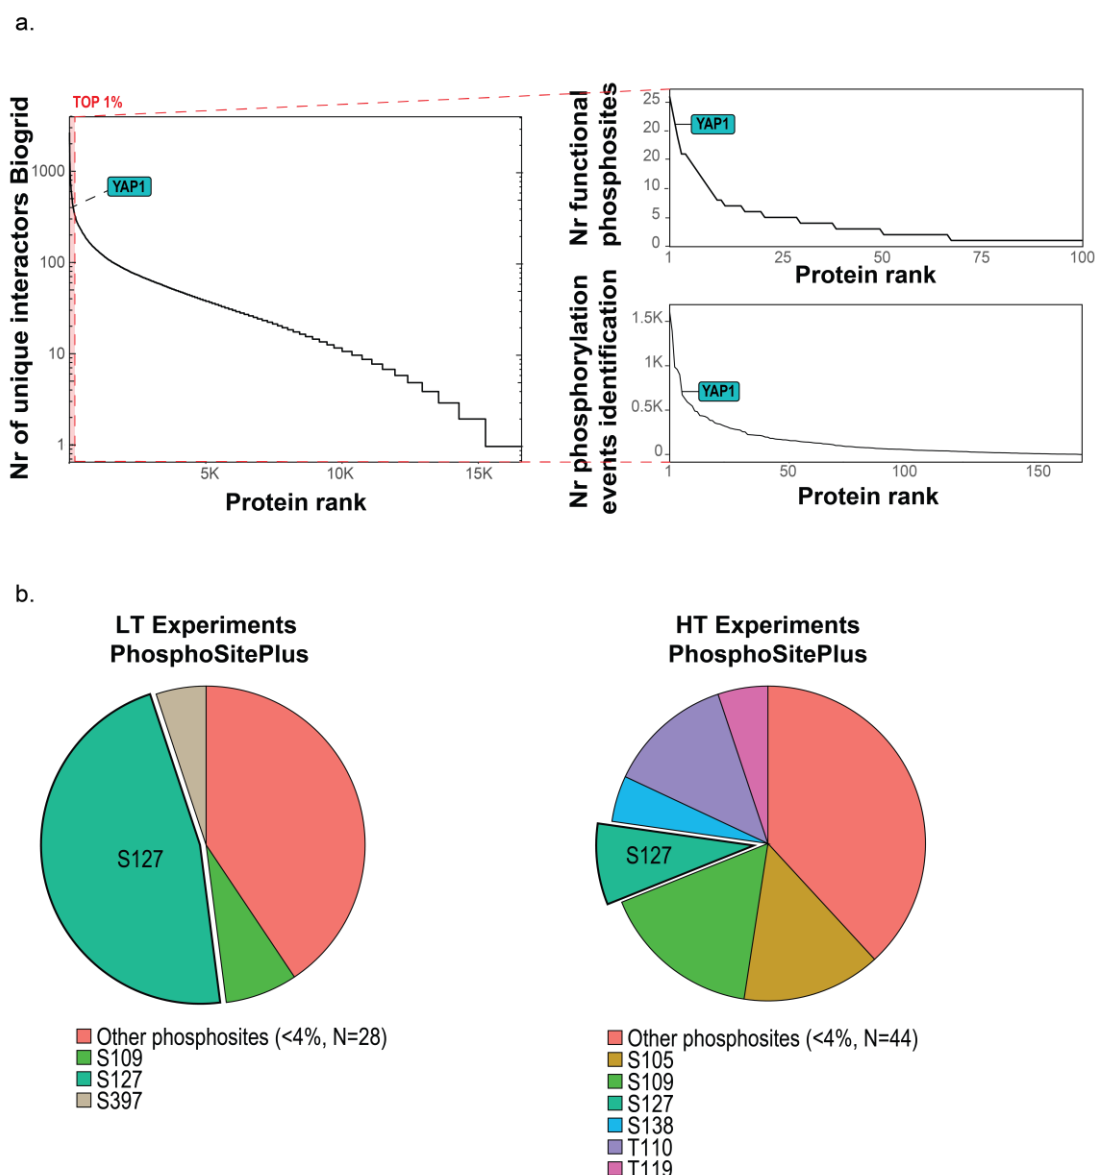 a.
TOP 1%
Nr of unique interactors Biogrid
1000
100
10
1
YAP1
5K
10K
15K
Protein rank
Nr functional
phosphosites
25
20
20
10
5
0
YAP1
1
25
50
75
100
Protein rank
Nr phosphorylation
events identification
1.5K
1K
0.5K
0
YAP1
1
50
100
150
Protein rank
b.
LT Experiments
PhosphoSitePlus
S127
Other phosphosites (<4%, N=28)
S109
S127
S397
HT Experiments
PhosphoSitePlus
S127
Other phosphosites (<4%, N=44)
S105
S109
S127
S138
T110
T119